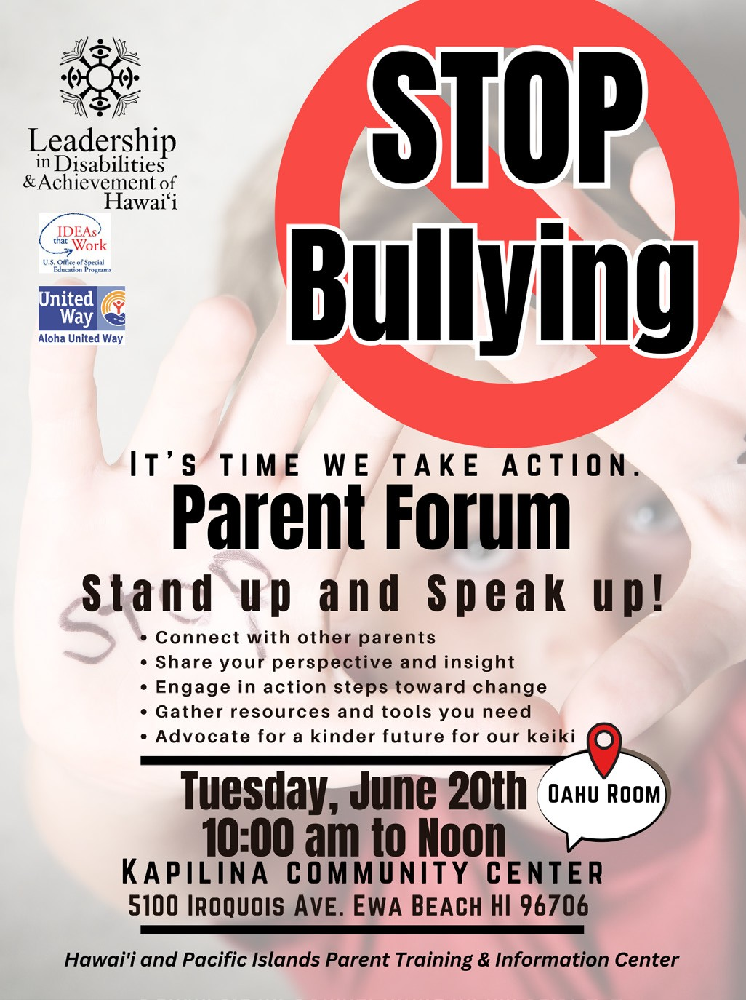 Leadership
in Disabilities
& Achievement of
Hawai‘i
IDEAs
that Work
U.S. Office of Special
Education Programs
United
Way
Aloha United Way
STOP
Bullying
It's time we take action.
Parent Forum
Stand up and Speak up!
STOP
• Connect with other parents
• Share your perspective and insight
• Engage in action steps toward change
• Gather resources and tools you need
• Advocate for a kinder future for our keiki
Tuesday, June 20th
Oahu Room
10:00 am to Noon
Kapilina Community Center
5100 Iroquois Ave. Ewa Beach HI 96706
Hawai'i and Pacific Islands Parent Training & Information Center